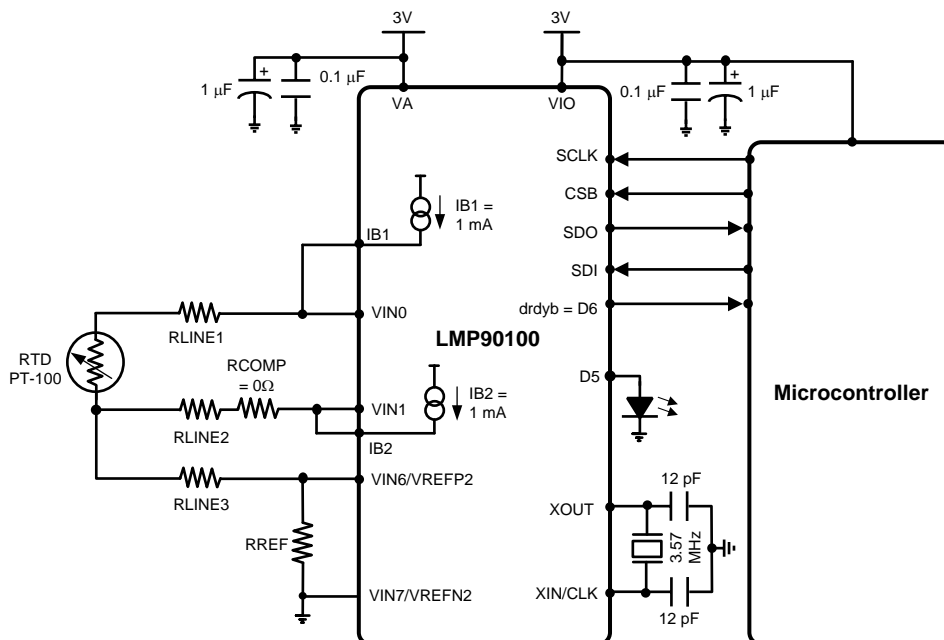 3V
3V
1 µF
+
0.1 µF
VA
VIO
0.1 µF
+
1 µF
SCLK
CSB
SDO
SDI
drdyb = D6
IB1
IB1 =
1 mA
RLINE1
VIN0
LMP90100
RTD
PT-100
RCOMP
= 0Ω
RLINE2
VIN1
IB2
IB2 =
1 mA
D5
Microcontroller
RLINE3
VIN6/VREFP2
RREF
VIN7/VREFN2
XOUT
12 pF
3.57
MHz
XIN/CLK
12 pF